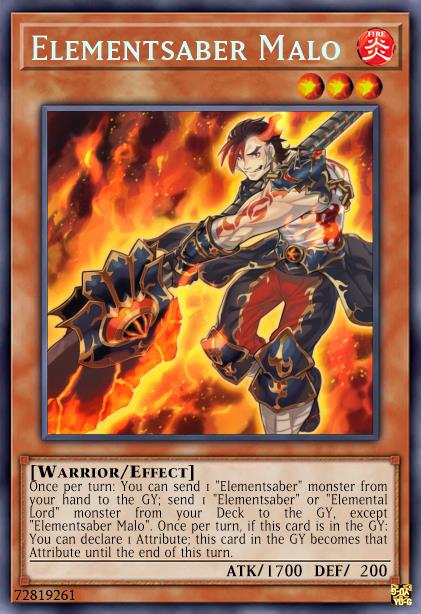 Elementsaber Malo
FIRE
炎
[Warrior/Effect]
Once per turn: You can send 1 "Elementsaber" monster from
your hand to the GY; send 1 "Elementsaber" or "Elemental
Lord" monster from your Deck to the GY, except
"Elementsaber Malo". Once per turn, if this card is in the GY:
You can declare 1 Attribute; this card in the GY becomes that
Attribute until the end of this turn.
ATK/1700 DEF/ 200
72819261